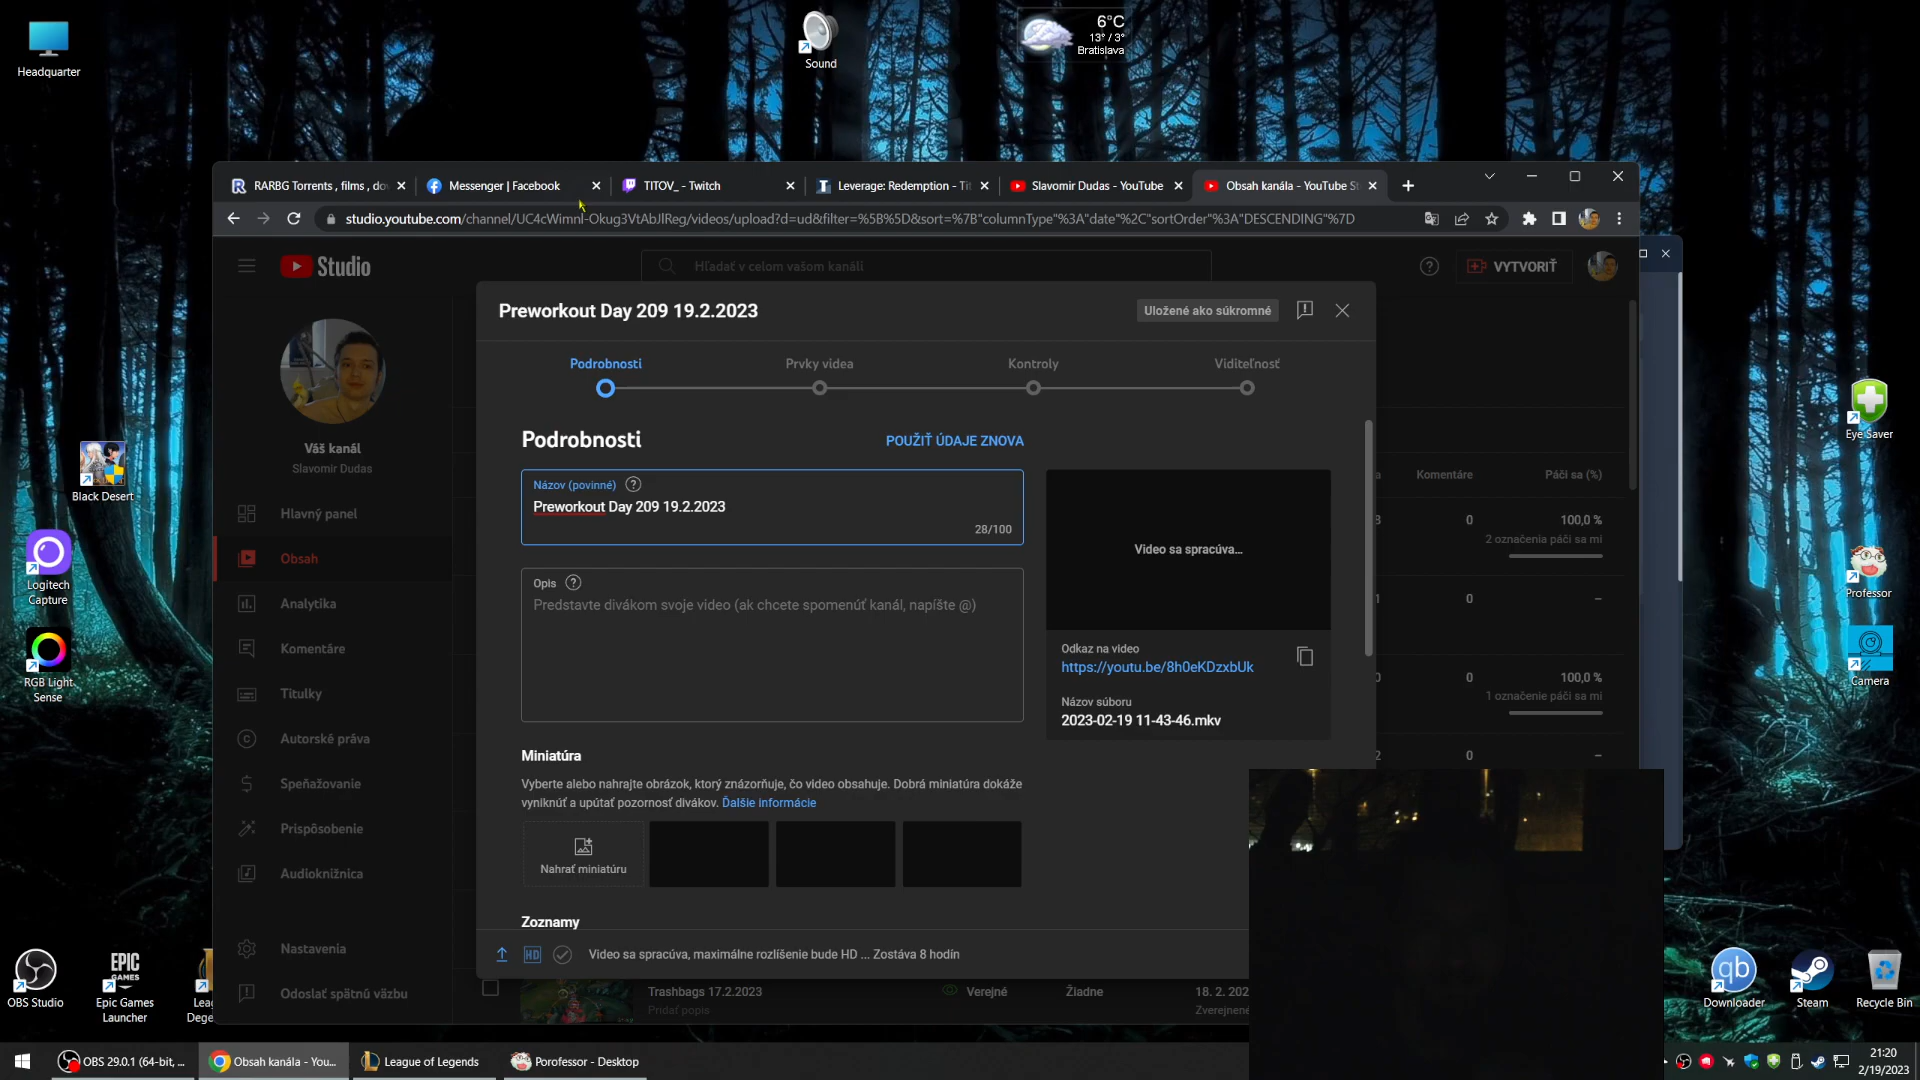 Headquarter
Sound
6°C
13° / 3°
Bratislava
RARBG Torrents , films , do
Messenger | Facebook
TITOV_ - Twitch
Leverage: Redemption - Ti
Slavomir Dudas - YouTube
Obsah kanála - YouTube S
studio.youtube.com/channel/UC4cWimnl-Okug3VtAbJlReg/videos/upload?d=ud&filter=%5B%5D&sort=%7B"columnType"%3A"date"%2C"sortOrder"%3A"DESCENDING"%7D
Studio
Hľadať v celom vašom kanáli
VYTVORIŤ
Preworkout Day 209 19.2.2023
Uložené ako súkromné
Podrobnosti
Prvky videa
Kontroly
Viditeľnosť
Podrobnosti
POUŽIŤ ÚDAJE ZNOVA
Názov (povinné)
Preworkout Day 209 19.2.2023
28/100
Opis
Predstavte divákom svoje video (ak chcete spomenúť kanál, napíšte @)
Video sa spracúva...
Odkaz na video
https://youtu.be/8h0eKDzxbUk
Názov súboru
2023-02-19 11-43-46.mkv
Miniatúra
Vyberte alebo nahrajte obrázok, ktorý znázorňuje, čo video obsahuje. Dobrá miniatúra dokáže
vyniknúť a upútať pozornosť divákov. Ďalšie informácie
Nahrať miniatúru
Zoznamy
HD
Video sa spracúva, maximálne rozlíšenie bude HD ... Zostáva 8 hodín
Váš kanál
Slavomir Dudas
Hlavný panel
Obsah
Analytika
Komentáre
Titulky
Autorské práva
Speňažovanie
Prispôsobenie
Audioknižnica
Nastavenia
Odoslať spätnú väzbu
Komentáre
Páči sa (%)
0
100,0 %
2 označenia páči sa mi
0
–
0
100,0 %
1 označenie páči sa mi
0
–
Trashbags 17.2.2023
Pridať popis
Verejné
Žiadne
18. 2. 202
Zverejnené
Black Desert
Logitech
Capture
RGB Light
Sense
OBS Studio
EPIC
GAMES
Epic Games
Launcher
Lea
Dege
Eye Saver
Professor
Camera
qb
Downloader
Steam
Recycle Bin
OBS 29.0.1 (64-bit, ...
Obsah kanála - You...
League of Legends
Porofessor - Desktop
21:20
2/19/2023